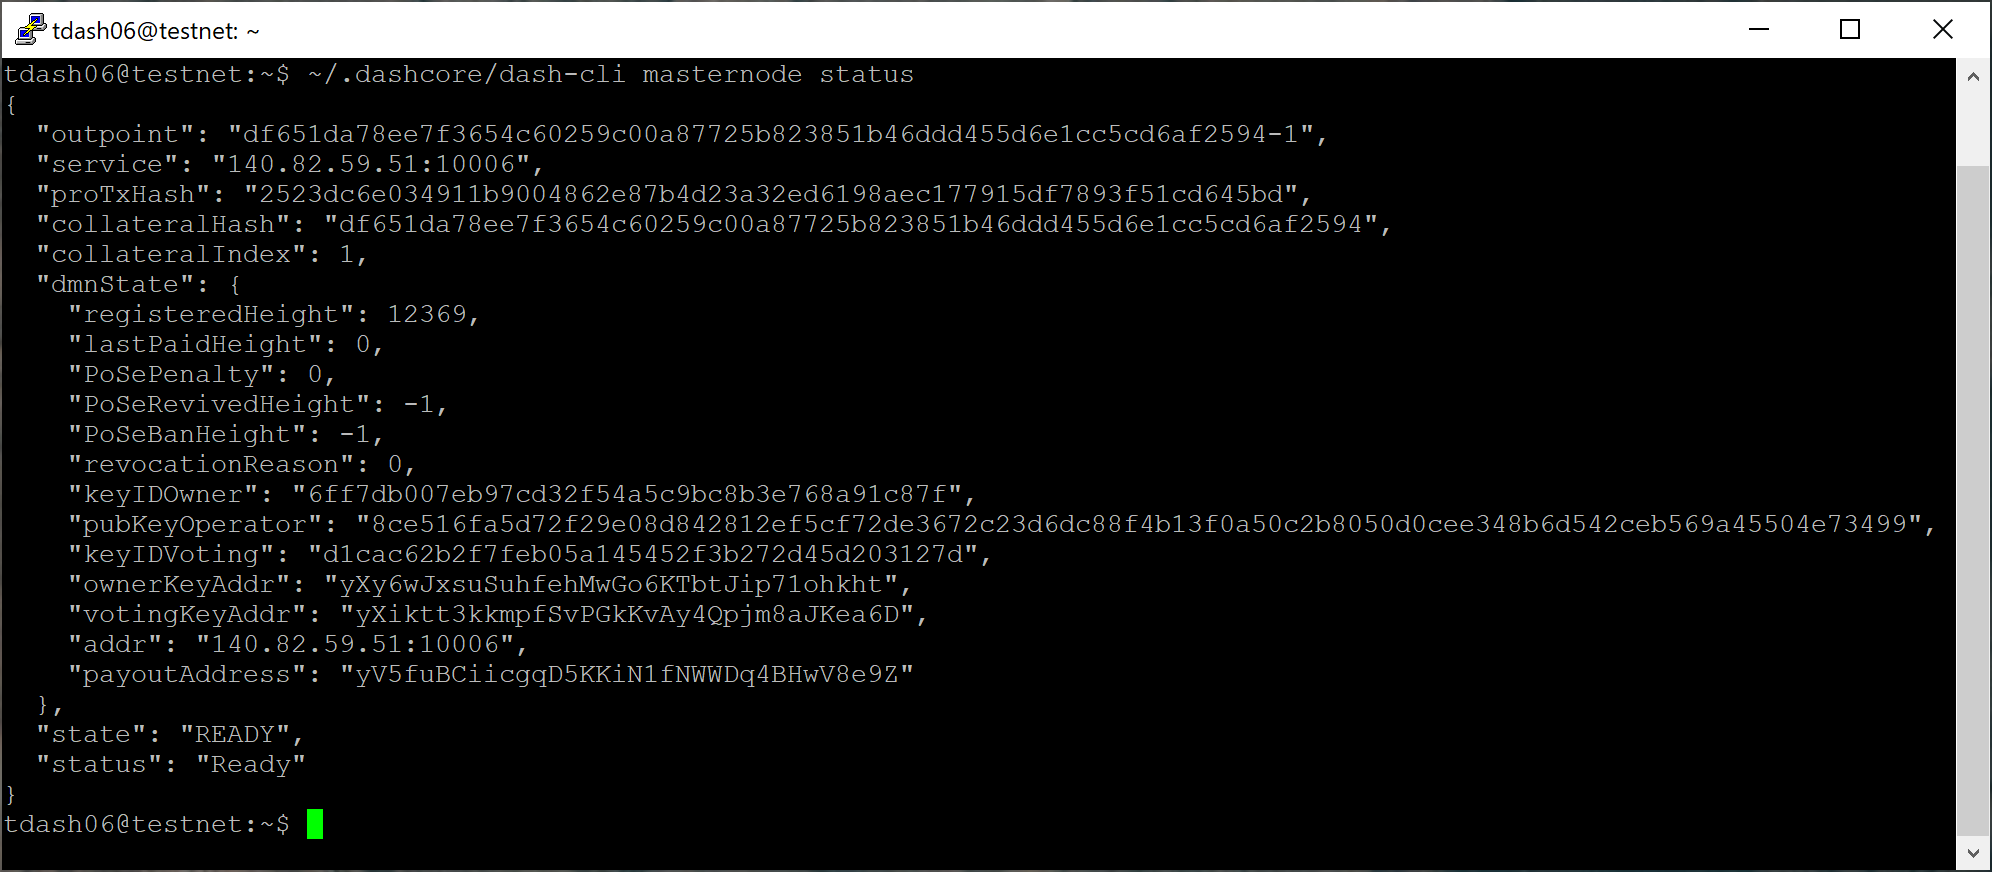 tdash06@testnet: ~
tdash06@testnet:~$ ~/.dashcore/dash-cli masternode status
{
  "outpoint": "df651da78ee7f3654c60259c00a87725b823851b46ddd455d6e1cc5cd6af2594-1",
  "service": "140.82.59.51:10006",
  "proTxHash": "2523dc6e034911b9004862e87b4d23a32ed6198aec177915df7893f51cd645bd",
  "collateralHash": "df651da78ee7f3654c60259c00a87725b823851b46ddd455d6e1cc5cd6af2594",
  "collateralIndex": 1,
  "dmnState": {
    "registeredHeight": 12369,
    "lastPaidHeight": 0,
    "PoSePenalty": 0,
    "PoSeRevivedHeight": -1,
    "PoSeBanHeight": -1,
    "revocationReason": 0,
    "keyIDOwner": "6ff7db007eb97cd32f54a5c9bc8b3e768a91c87f",
    "pubKeyOperator": "8ce516fa5d72f29e08d842812ef5cf72de3672c23d6dc88f4b13f0a50c2b8050d0cee348b6d542ceb569a45504e73499",
    "keyIDVoting": "d1cac62b2f7feb05a145452f3b272d45d203127d",
    "ownerKeyAddr": "yXy6wJxsuSuhfehMwGo6KTbtJip71ohkht",
    "votingKeyAddr": "yXiktt3kkmpfSvPGkKvAy4Qpjm8aJKea6D",
    "addr": "140.82.59.51:10006",
    "payoutAddress": "yV5fuBCiicgqD5KKiN1fNWWDq4BHwV8e9Z"
  },
  "state": "READY",
  "status": "Ready"
}
tdash06@testnet:~$